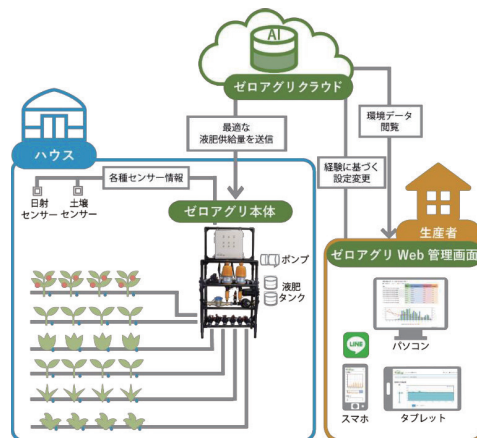 AI
ゼロアグリクラウド
最適な
液肥供給量を送信
環境データ
閲覧
ハウス
各種センサー情報
経験に基づく
設定変更
日射
センサー
土壌
センサー
ゼロアグリ本体
生産者
ポンプ
ゼロアグリ Web 管理画面
液肥
タンク
パソコン
LINE
スマホ
タブレット